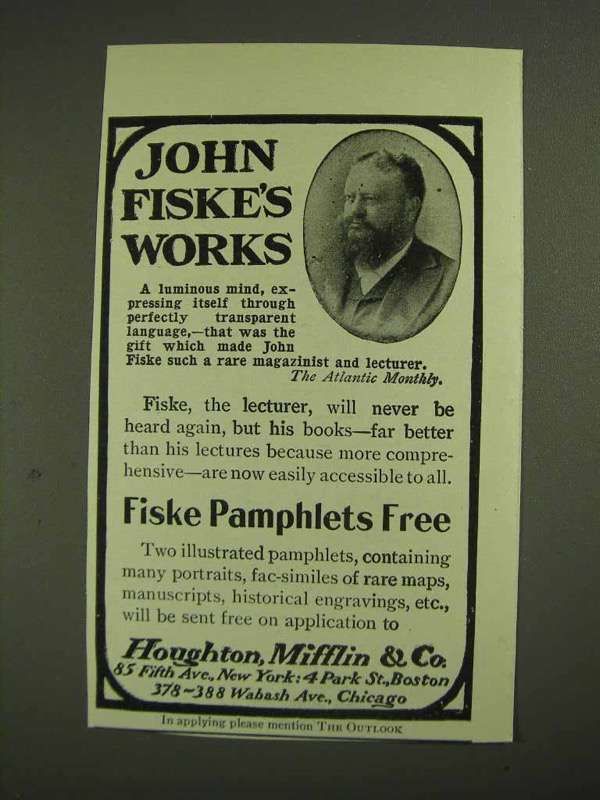 JOHN
FISKE'S
WORKS
A luminous mind, ex-
pressing itself through
perfectly transparent
language,—that was the
gift which made John
Fiske such a rare magazinist and lecturer.
The Atlantic Monthly.
Fiske, the lecturer, will never be
heard again, but his books—far better
than his lectures because more compre-
hensive—are now easily accessible to all.
Fiske Pamphlets Free
Two illustrated pamphlets, containing
many portraits, fac-similes of rare maps,
manuscripts, historical engravings, etc.,
will be sent free on application to
Houghton, Mifflin & Co.
85 Fifth Ave., New York: 4 Park St., Boston
378~388 Wabash Ave., Chicago
In applying please mention THE OUTLOOK